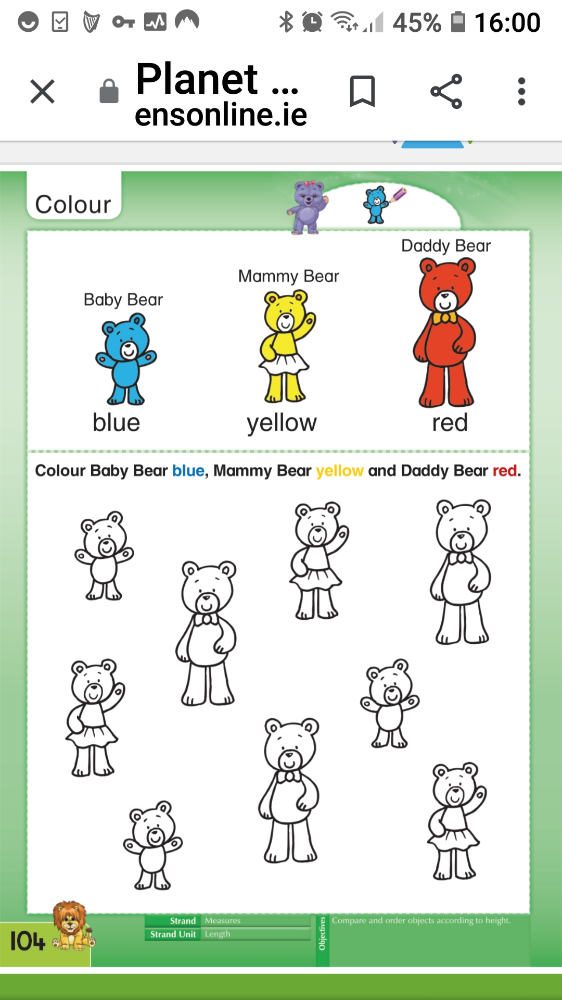 45% 16:00
Planet ...
ensonline.ie
Colour
Daddy Bear
Mammy Bear
Baby Bear
blue yellow red
Colour Baby Bear blue, Mammy Bear yellow and Daddy Bear red.
104
Strand Measures
Strand Unit Length
Objectives
Compare and order objects according to height.